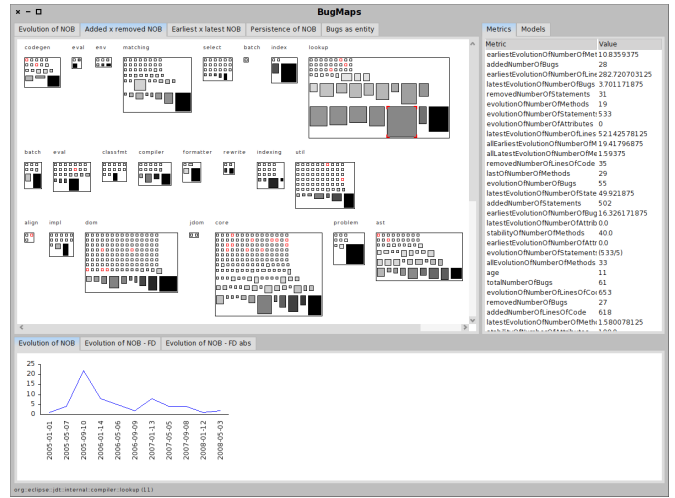 BugMaps
Evolution of NOB Added x removed NOB Earliest x latest NOB Persistence of NOB Bugs as entity
codegen eval env matching select batch index lookup
batch eval classfmt compiler formatter rewrite indexing util
align impl dom jdom core problem ast
Metrics Models
Metric Value
earliestEvolutionOfNumberOfMet 10.8359375
addedNumberOfBugs 28
earliestEvolutionOfNumberOfLine 282.720703125
latestEvolutionOfNumberOfBugs 3.701171875
removedNumberOfStatements 31
evolutionOfNumberOfMethods 19
evolutionOfNumberOfStatement: 533
evolutionOfNumberOfAttributes 0
latestEvolutionOfNumberOfLines 52142578125
allEarliestEvolutionOfNumberOfM 19.41796875
allLatestEvolutionOfNumberOfM 1.59375
removedNumberOfLinesOfCode 35
lastOfNumberOfMethods 29
evolutionOfNumberOfBugs 55
latestEvolutionOfNumberOfState 49.921875
addedNumberOfStatements 502
earliestEvolutionOfNumberOfBug 16.326171875
latestEvolutionOfNumberOfAttrib 0.0
stabilityOfNumberOfMethods 40.0
earliestEvolutionOfNumberOfAttr 0.0
evolutionOfNumberOfStatement (533/5)
allEvolutionOfNumberOfMethods 33
age 11
totalNumberOfBugs 61
evolutionOfNumberOfLinesOfCo 653
removedNumberOfBugs 27
addedNumberOfLinesOfCode 618
latestEvolutionOfNumberOfMeth 1.580078125
Evolution of NOB Evolution of NOB - FD Evolution of NOB - FD abs
25
20
15
10
5
0
2005-01-01 2005-05-07 2005-09-10 2006-01-14 2006-05-06 2006-09-09 2007-01-13 2007-05-05 2007-09-08 2008-01-12 2008-05-03
org::eclipse::jdt::internal::compiler::lookup (11)